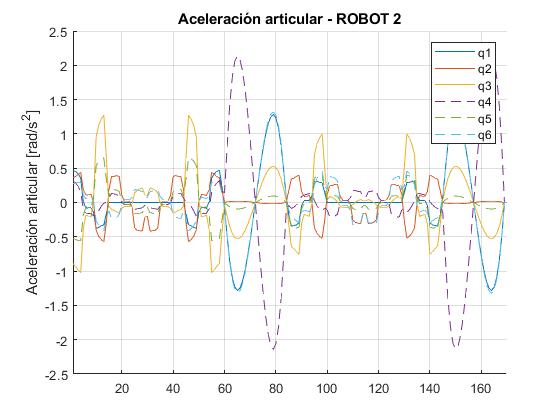 Aceleración articular - ROBOT 2
Aceleración articular [rad/s²]
2.5
2
1.5
1
0.5
0
-0.5
-1
-1.5
-2
-2.5
20 40 60 80 100 120 140 160
q1
q2
q3
q4
q5
q6